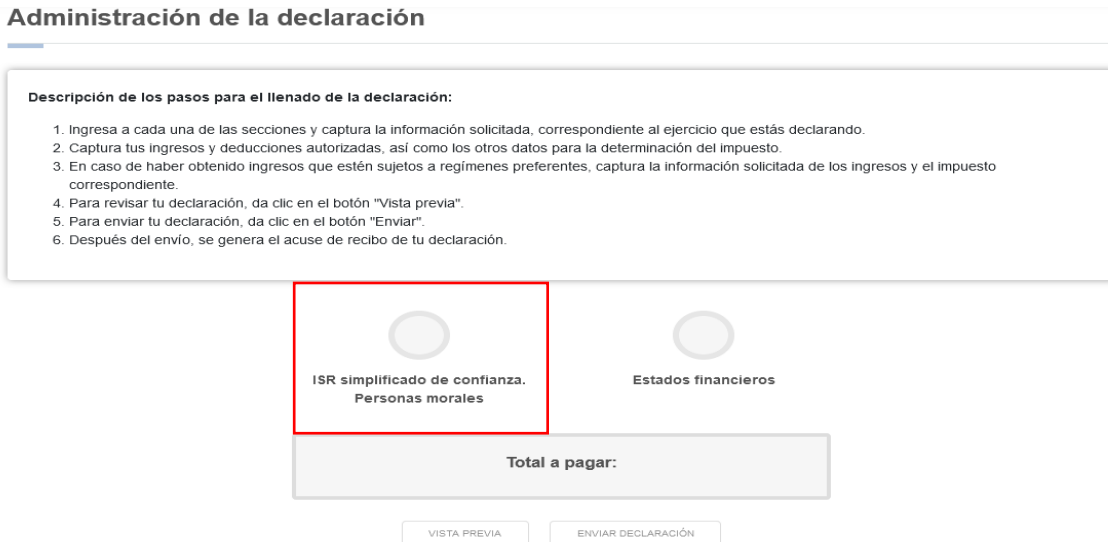 Administración de la declaración
Descripción de los pasos para el llenado de la declaración:
1. Ingresa a cada una de las secciones y captura la información solicitada, correspondiente al ejercicio que estás declarando.
2. Captura tus ingresos y deducciones autorizadas, así como los otros datos para la determinación del impuesto.
3. En caso de haber obtenido ingresos que estén sujetos a regímenes preferentes, captura la información solicitada de los ingresos y el impuesto
correspondiente.
4. Para revisar tu declaración, da clic en el botón "Vista previa".
5. Para enviar tu declaración, da clic en el botón "Enviar".
6. Después del envío, se genera el acuse de recibo de tu declaración.
ISR simplificado de confianza.
Personas morales
Estados financieros
Total a pagar:
VISTA PREVIA
ENVIAR DECLARACIÓN